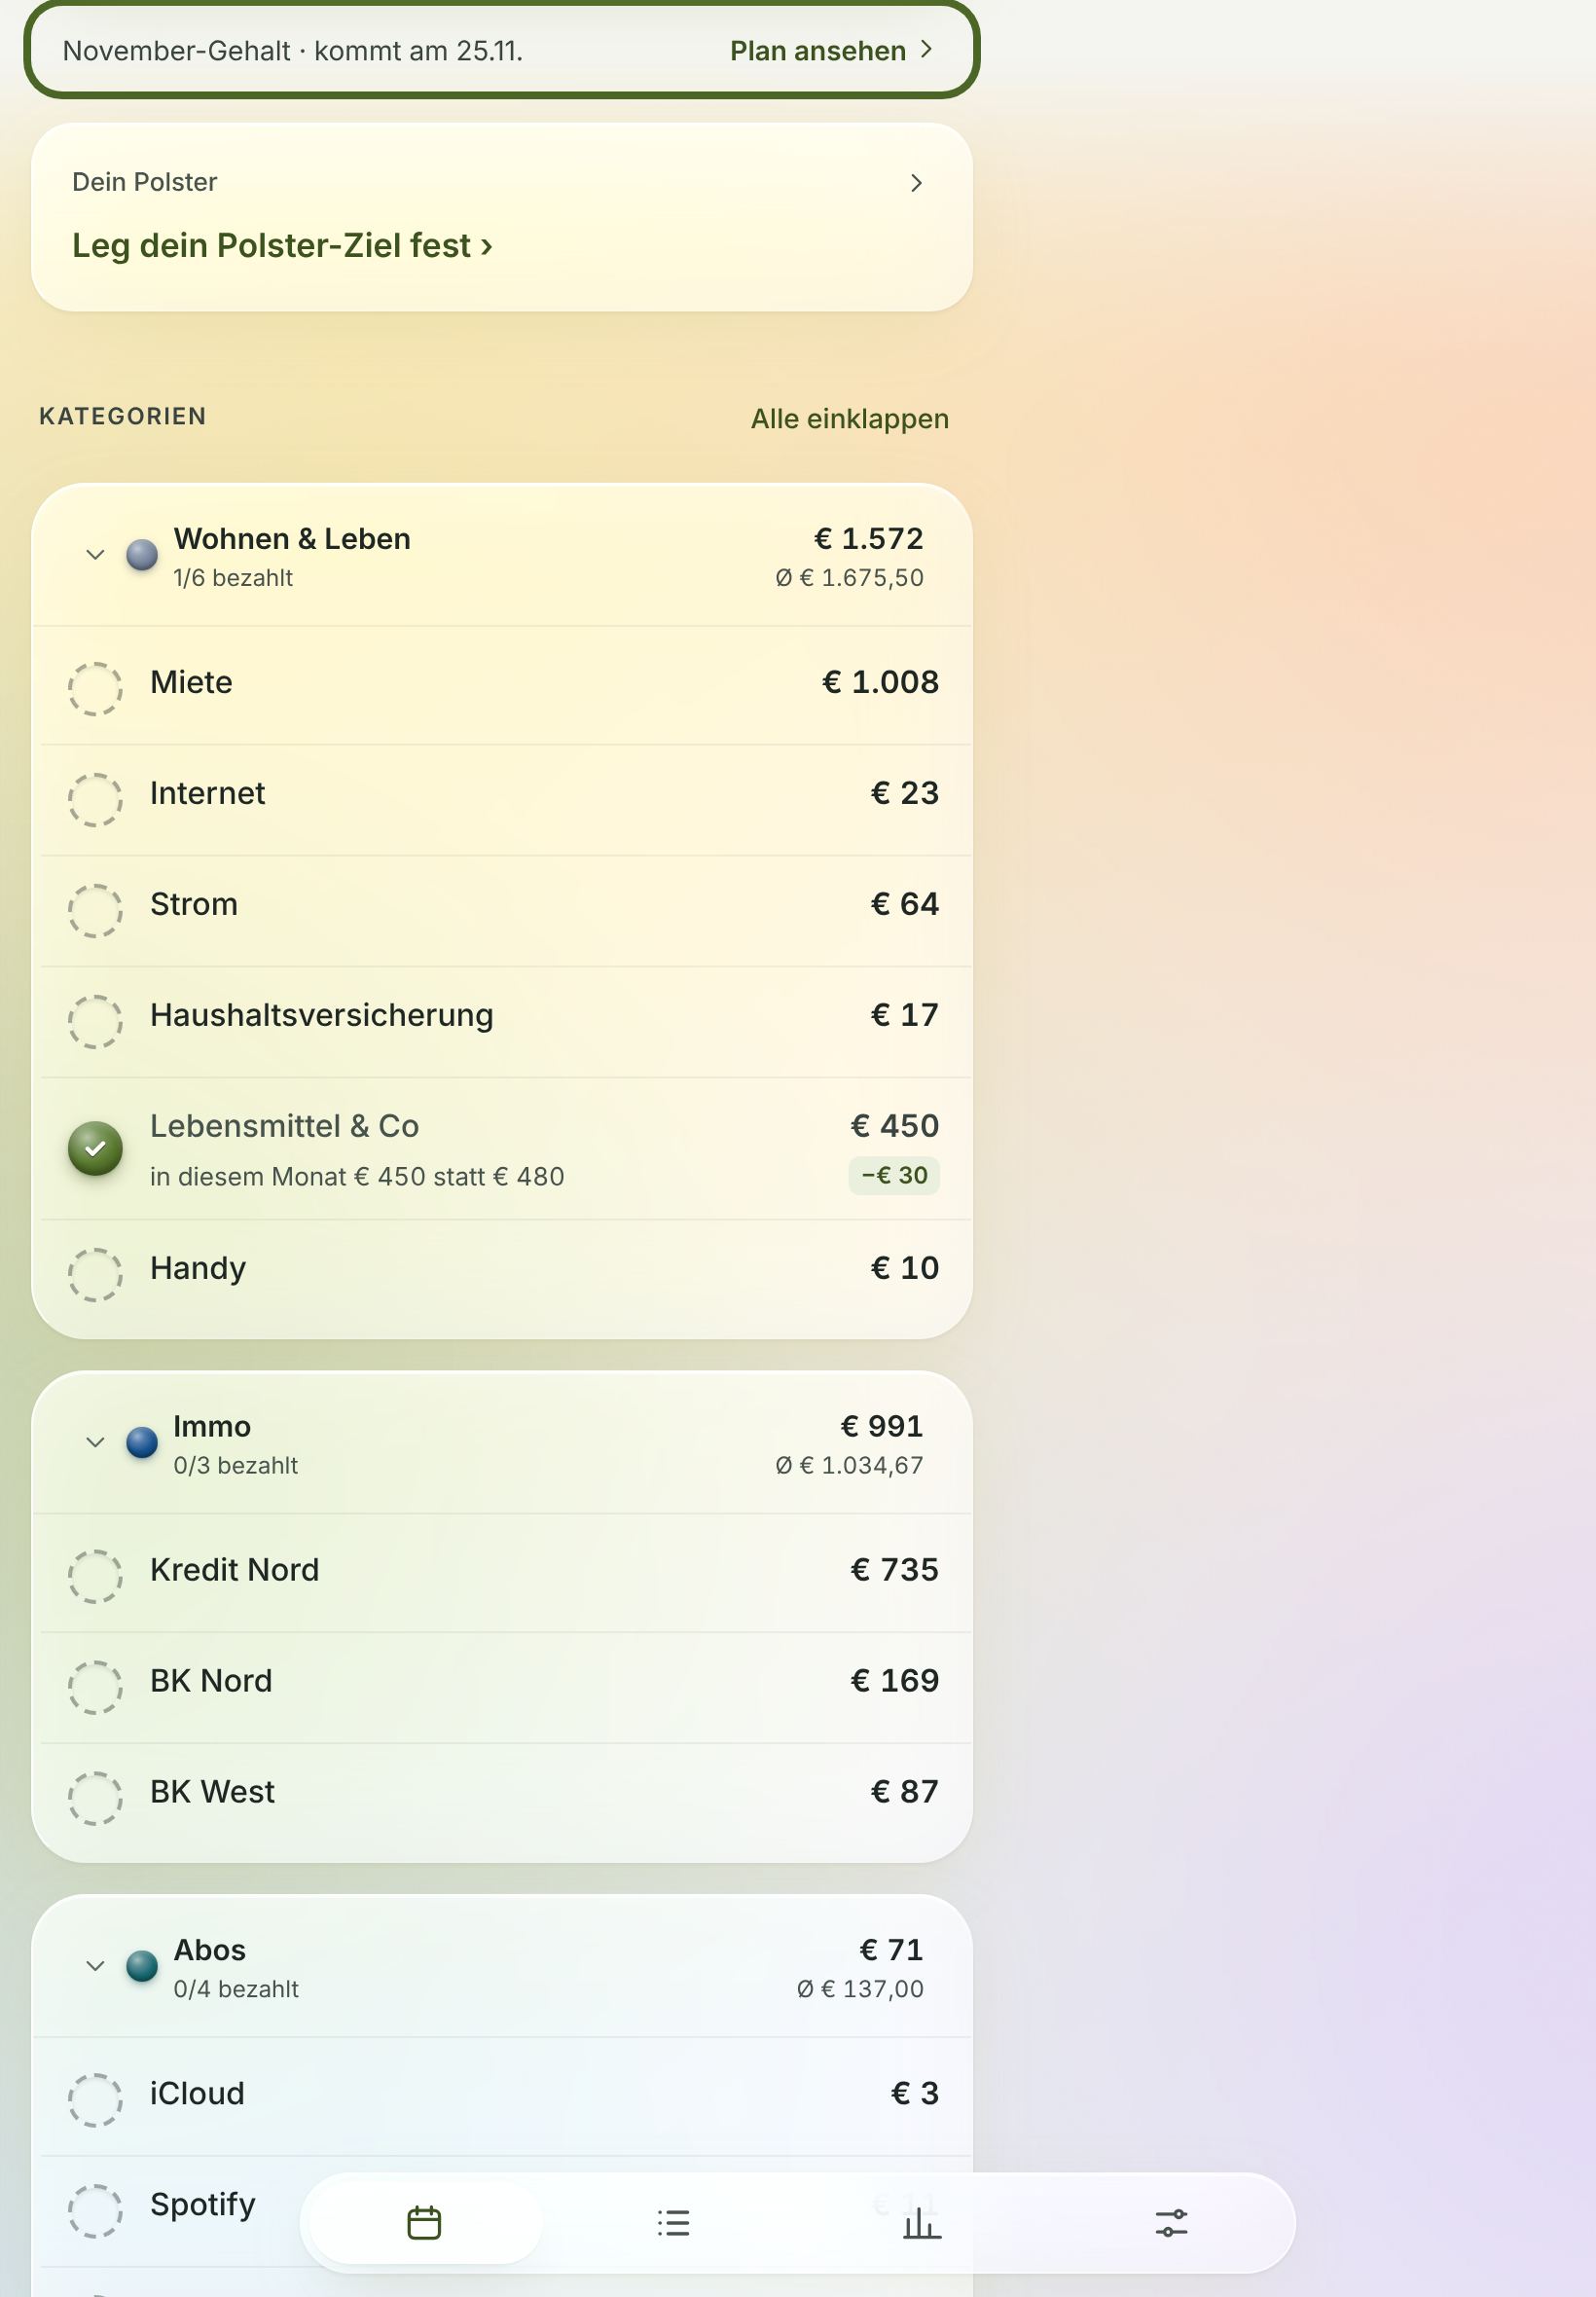 November-Gehalt · kommt am 25.11. Plan ansehen
Dein Polster
Leg dein Polster-Ziel fest ›
KATEGORIEN Alle einklappen
Wohnen & Leben € 1.572
1/6 bezahlt Ø € 1.675,50
Miete € 1.008
Internet € 23
Strom € 64
Haushaltsversicherung € 17
Lebensmittel & Co € 450
in diesem Monat € 450 statt € 480 −€ 30
Handy € 10
Immo € 991
0/3 bezahlt Ø € 1.034,67
Kredit Nord € 735
BK Nord € 169
BK West € 87
Abos € 71
0/4 bezahlt Ø € 137,00
iCloud € 3
Spotify